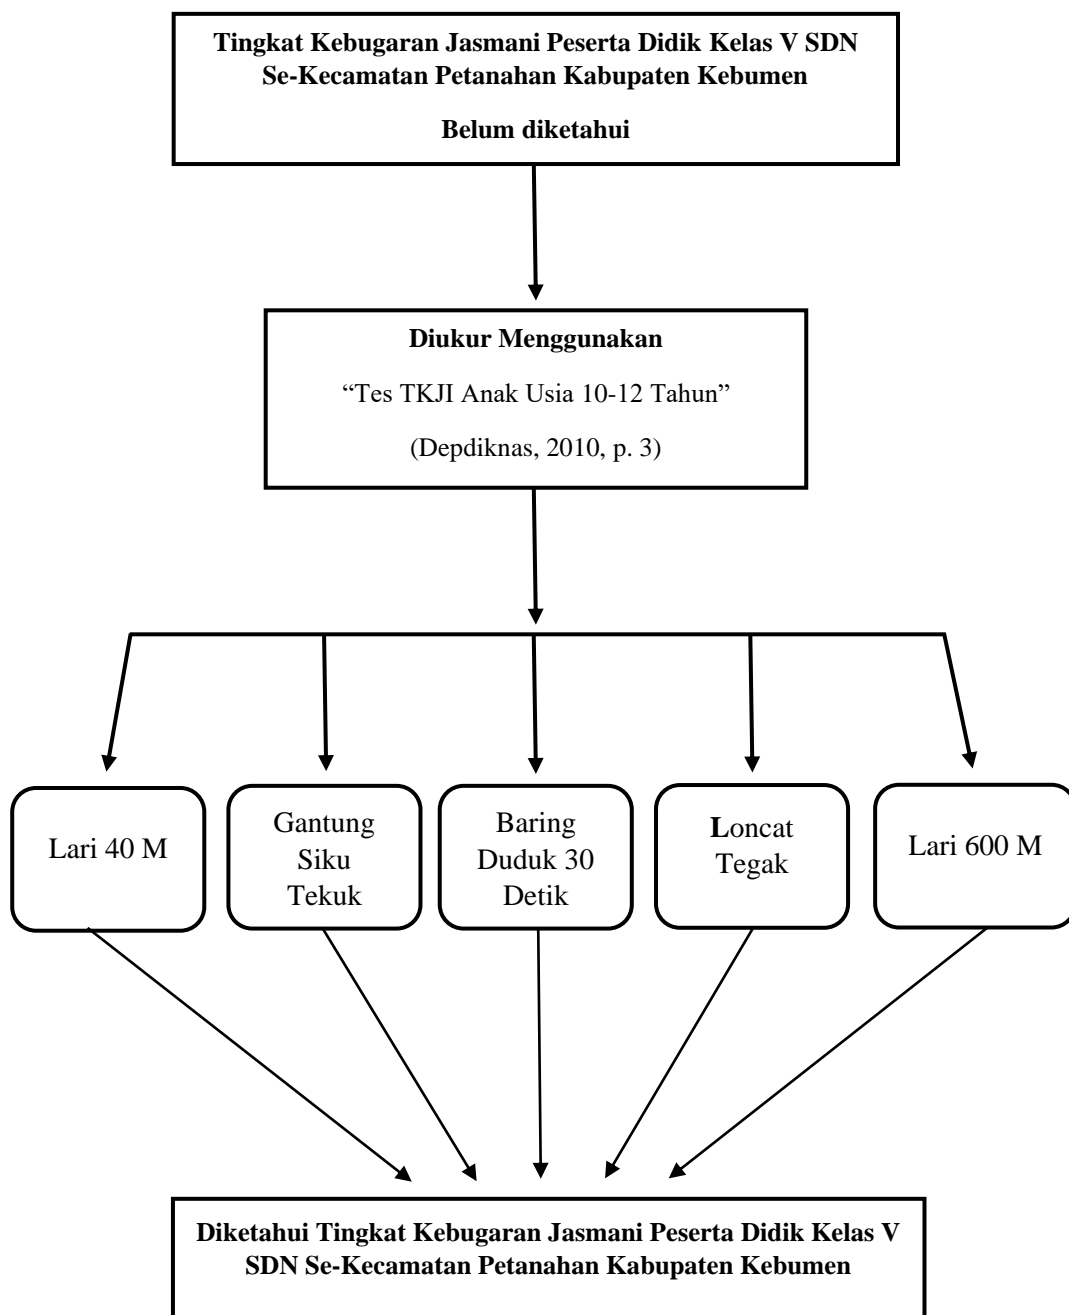 Tingkat Kebugaran Jasmani Peserta Didik Kelas V SDN
Se-Kecamatan Petanahan Kabupaten Kebumen
Belum diketahui
Diukur Menggunakan
“Tes TKJI Anak Usia 10-12 Tahun”
(Depdiknas, 2010, p. 3)
Lari 40 M
Gantung
Siku
Tekuk
Baring
Duduk 30
Detik
Loncat
Tegak
Lari 600 M
Diketahui Tingkat Kebugaran Jasmani Peserta Didik Kelas V
SDN Se-Kecamatan Petanahan Kabupaten Kebumen